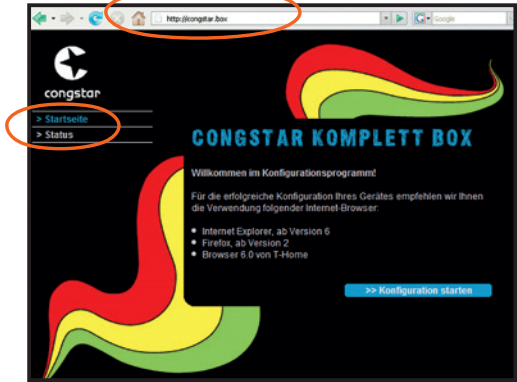 http://congstar.box
Google
congstar
> Startseite
> Status
CONGSTAR KOMPLETT BOX
Willkommen im Konfigurationsprogramm!
Für die erfolgreiche Konfiguration Ihres Gerätes empfehlen wir Ihnen
die Verwendung folgender Internet-Browser:
Internet Explorer, ab Version 6
Firefox, ab Version 2
Browser 6.0 von T-Home
>> Konfiguration starten